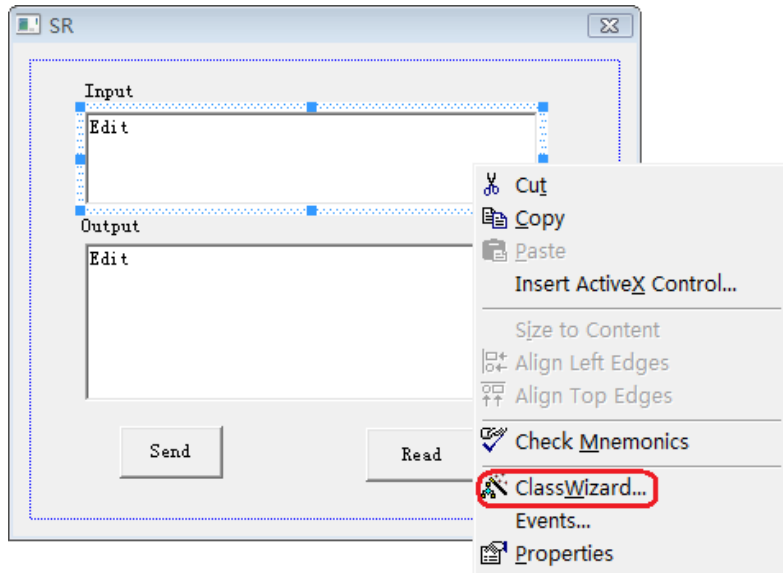 SR
Input
Edit
Output
Edit
Send
Read
Cut
Copy
Paste
Insert ActiveX Control...
Size to Content
Align Left Edges
Align Top Edges
Check Mnemonics
ClassWizard...
Events...
Properties